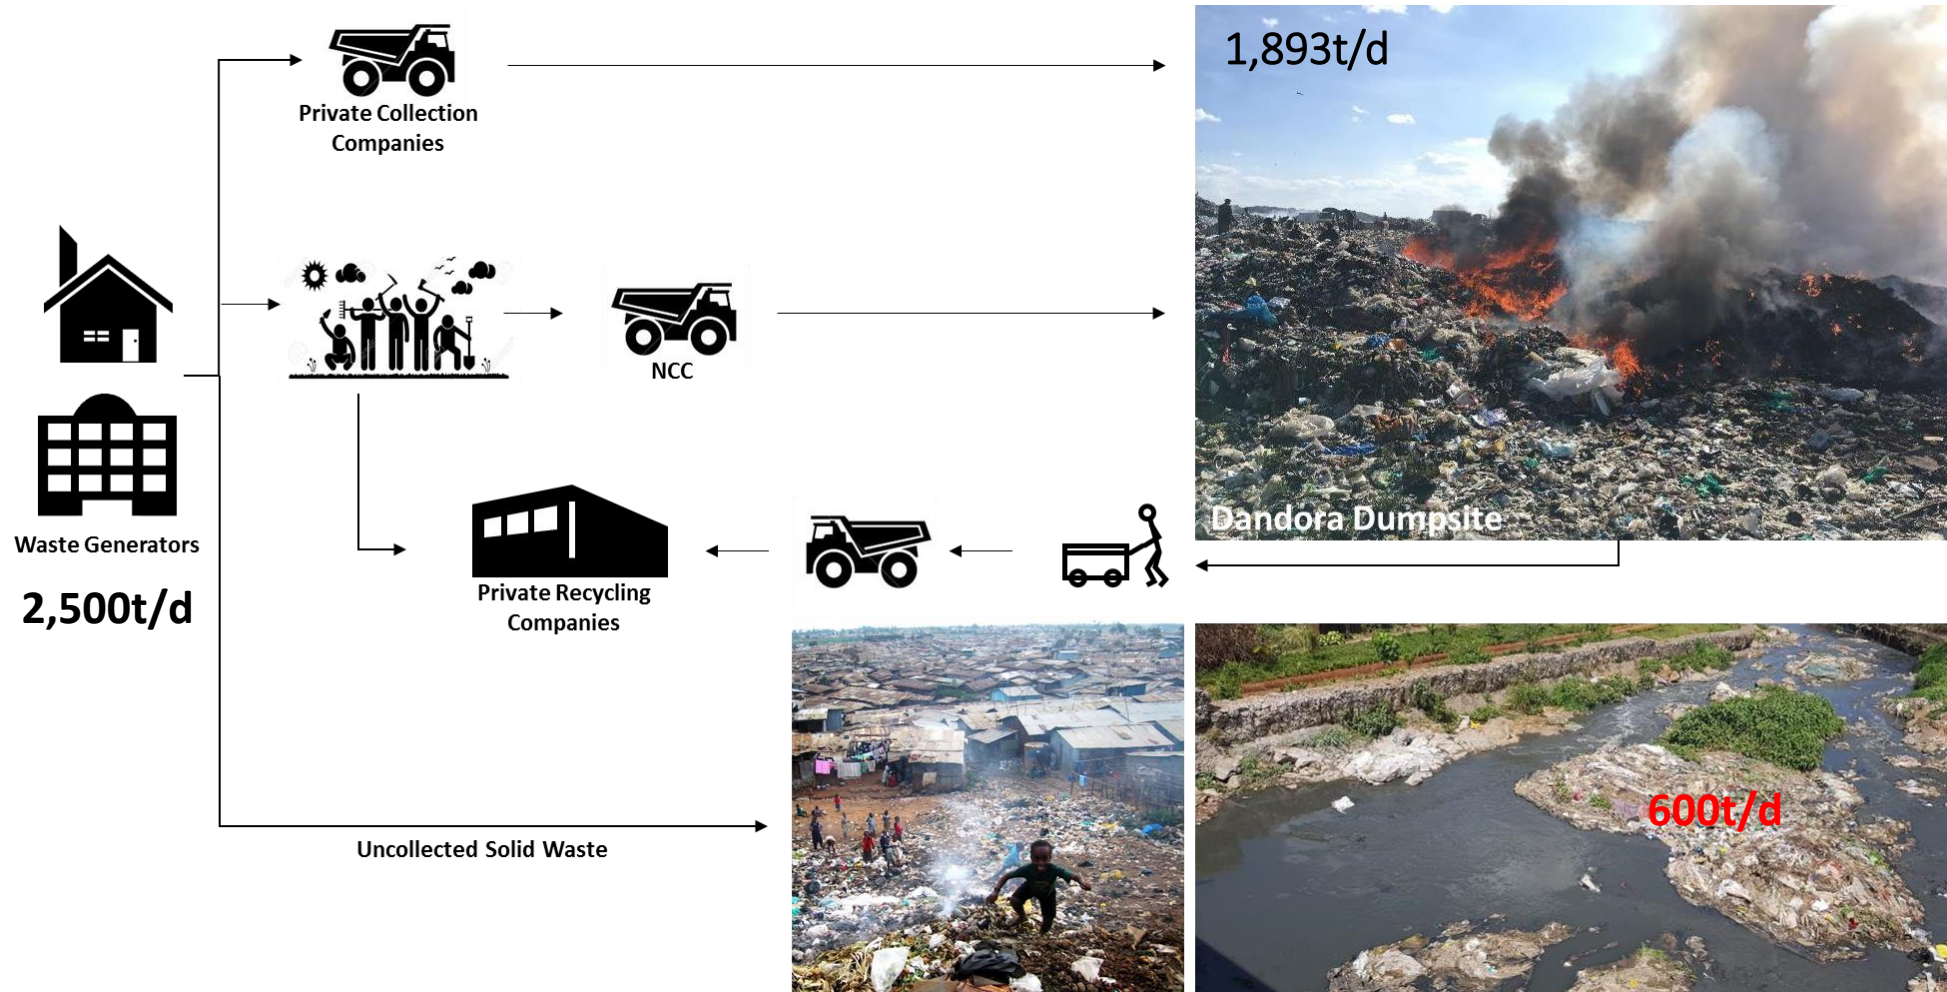 1,893t/d
Private Collection
Companies
NCC
Dandora Dumpsite
Waste Generators
2,500t/d
Private Recycling
Companies
600t/d
Uncollected Solid Waste